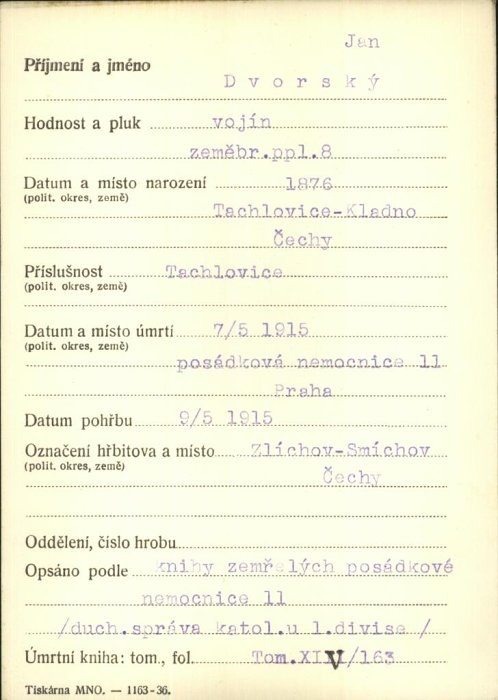 Jan
Příjmení a jméno
Dvorský
Hodnost a pluk vojín
zeměbr.ppl.8
Datum a místo narození 1876
(polit. okres, země)
Tachlovice-Kladno
Čechy
Příslušnost Tachlovice
(polit. okres, země)
Datum a místo úmrtí 7/5 1915
(polit. okres, země)
posádková nemocnice 11
Praha
Datum pohřbu 9/5 1915
Označení hřbitova a místo Zlíchov-Smíchov
(polit. okres, země)
Čechy
Oddělení, číslo hrobu
Opsáno podle knihy zemřelých posádkové
nemocnice 11
/duch.správa katol.u 1.divise /
Úmrtní kniha: tom., fol. Tom.XIV/163
Tiskárna MNO. — 1163-36.